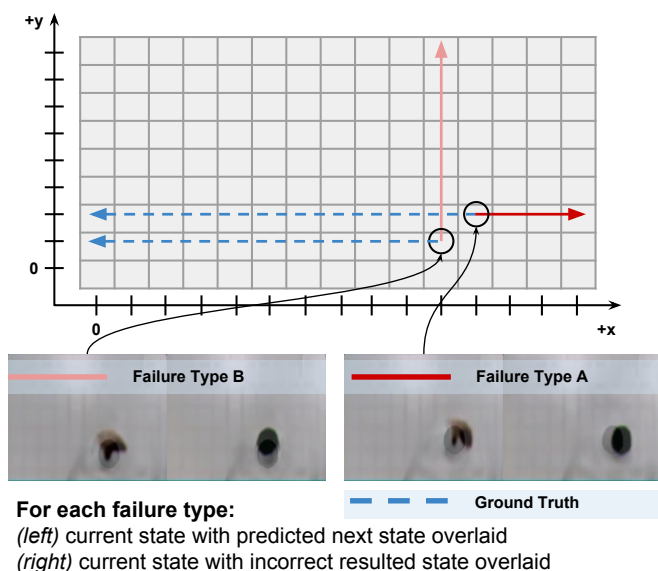 +y
0
0
+x
Failure Type B
Failure Type A
Ground Truth
For each failure type:
(left) current state with predicted next state overlaid
(right) current state with incorrect resulted state overlaid